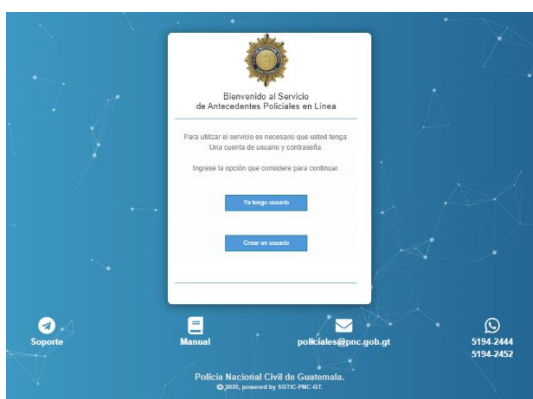 Bienvenido al Servicio
de Antecedentes Policiales en Línea
Para utilizar el servicio es necesario que usted tenga:
Una cuenta de usuario y contraseña.
Ingrese la opción que considere para continuar:
Ya tengo usuario
Crear un usuario
Soporte
Manual
policiales@pnc.gob.gt
5194-2444
5194-2452
Policía Nacional Civil de Guatemala.
© 2020, powered by SGTIC-PNC-GT.